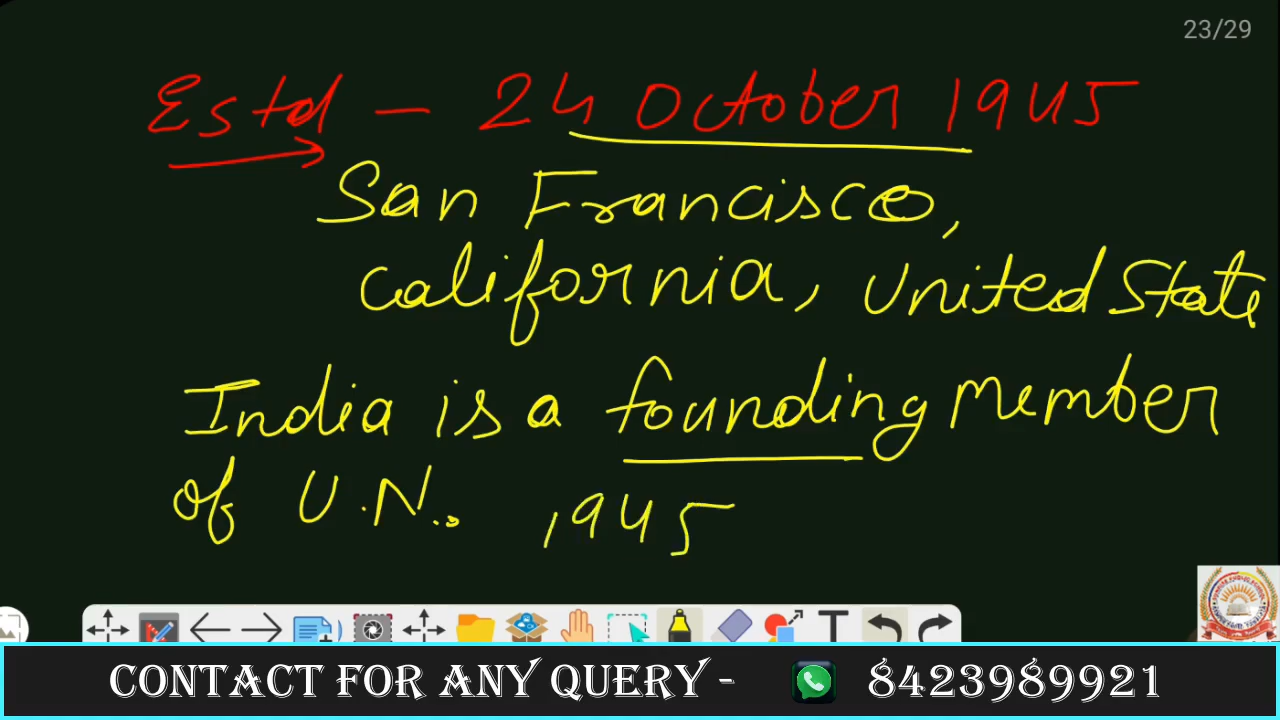 23/29
Estd - 24 October 1945
San Francisco,
California, United State
India is a founding member
of U.N. 1945
T
CONTACT FOR ANY QUERY - 8423989921